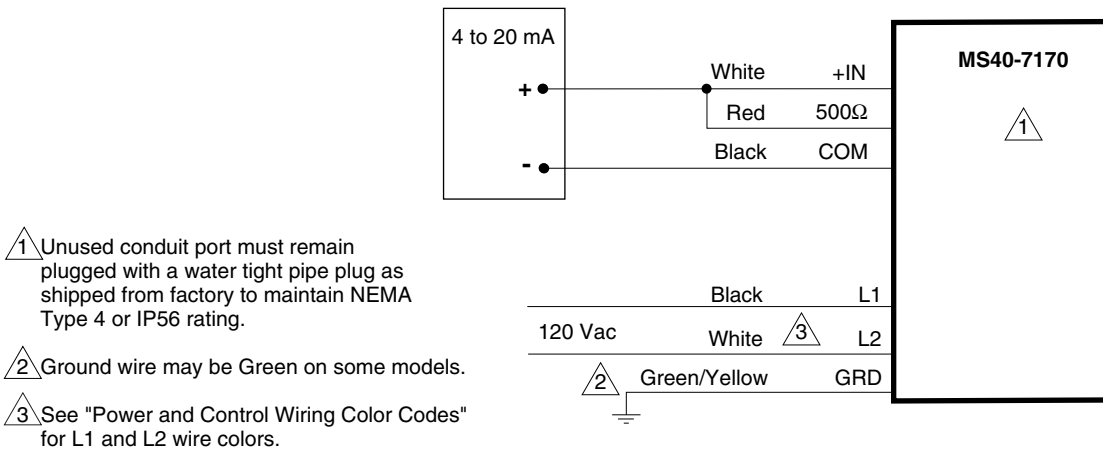 4 to 20 mA
+
-
White +IN
Red 500Ω
Black COM
MS40-7170
1
Black L1
120 Vac
White 3 L2
2 Green/Yellow GRD
1 Unused conduit port must remain
plugged with a water tight pipe plug as
shipped from factory to maintain NEMA
Type 4 or IP56 rating.
2 Ground wire may be Green on some models.
3 See "Power and Control Wiring Color Codes"
for L1 and L2 wire colors.